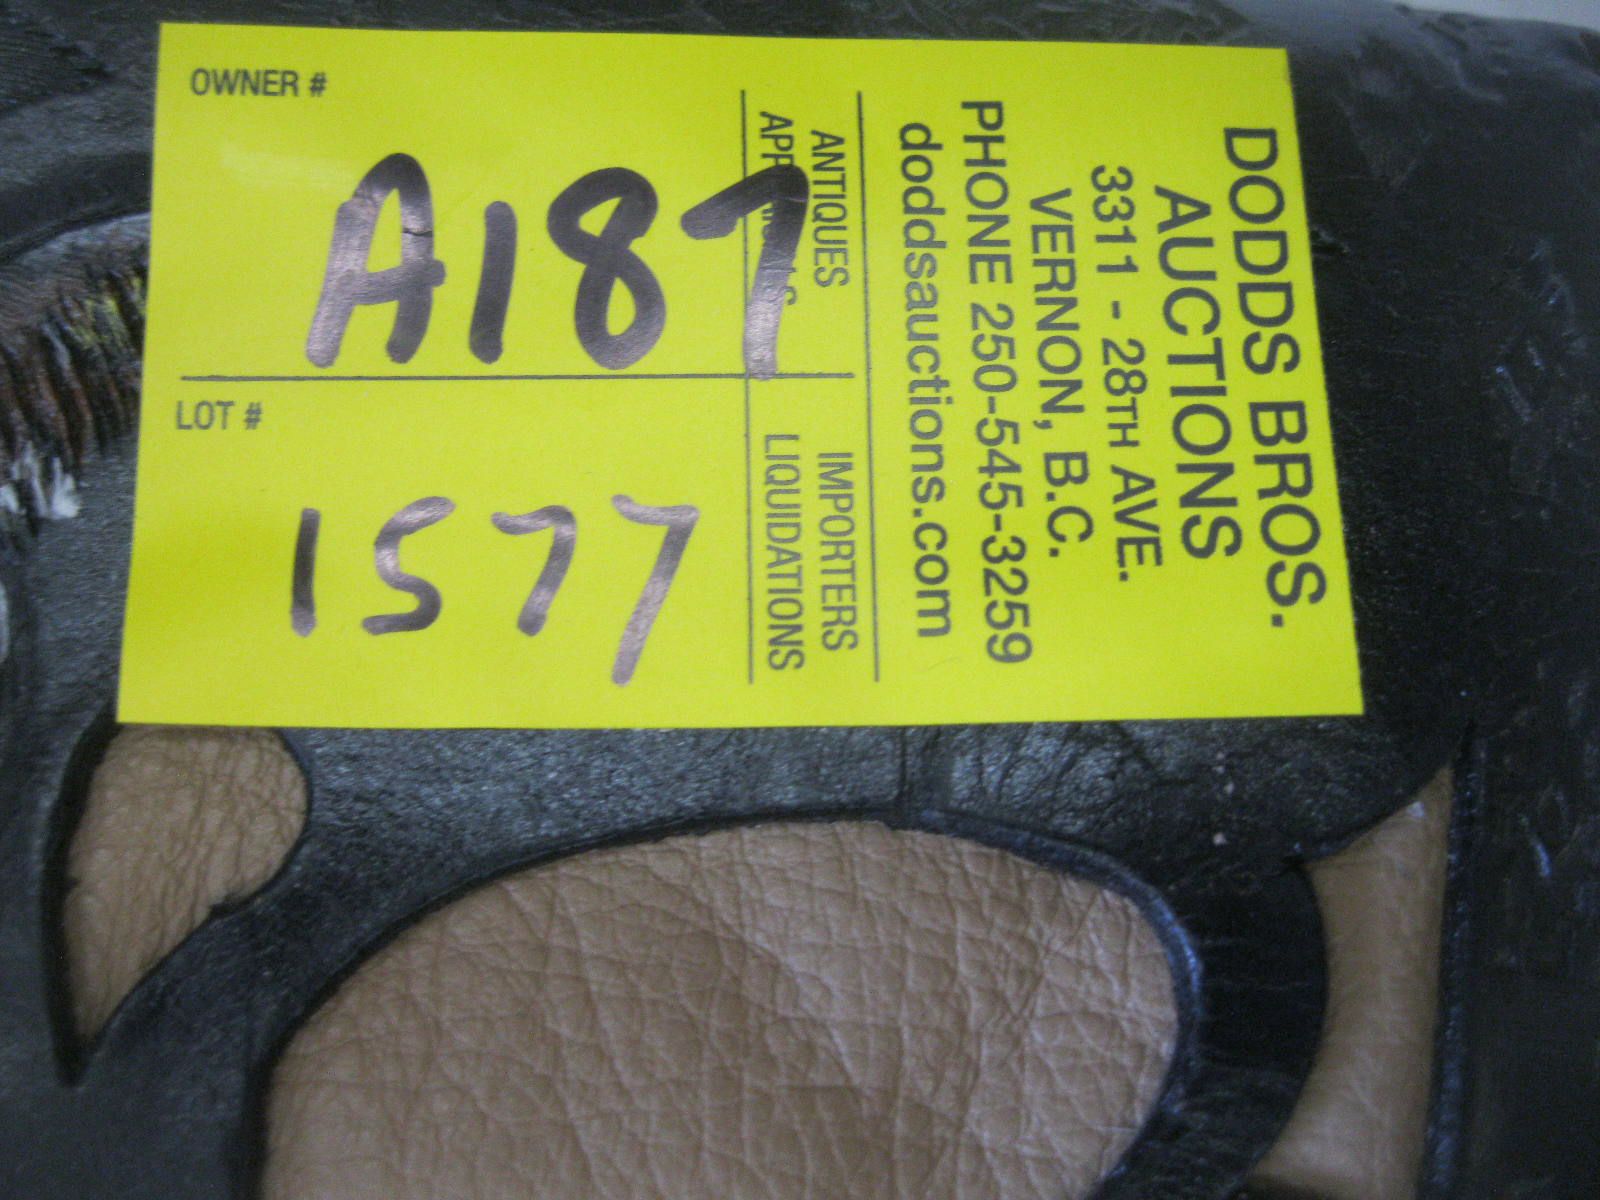 OWNER #
A187
LOT #
1577
ANTIQUES
APPRAISALS
IMPORTERS
LIQUIDATIONS
DODDS BROS.
AUCTIONS
3311 - 28TH AVE.
VERNON, B.C.
PHONE 250-545-3259
doddsauctions.com